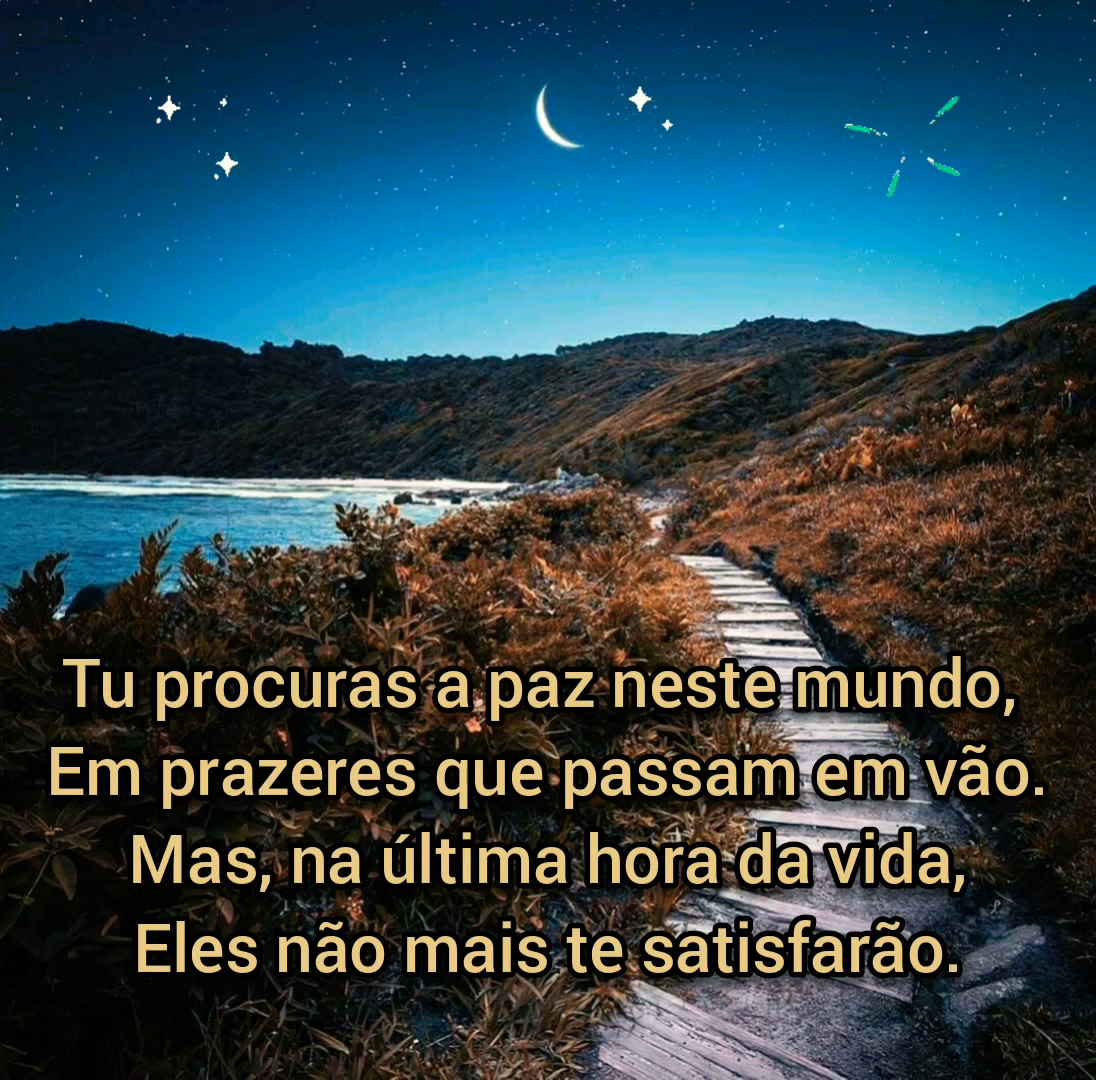 Tu procuras a paz neste mundo,
Em prazeres que passam em vão.
Mas, na última hora da vida,
Eles não mais te satisfarão.